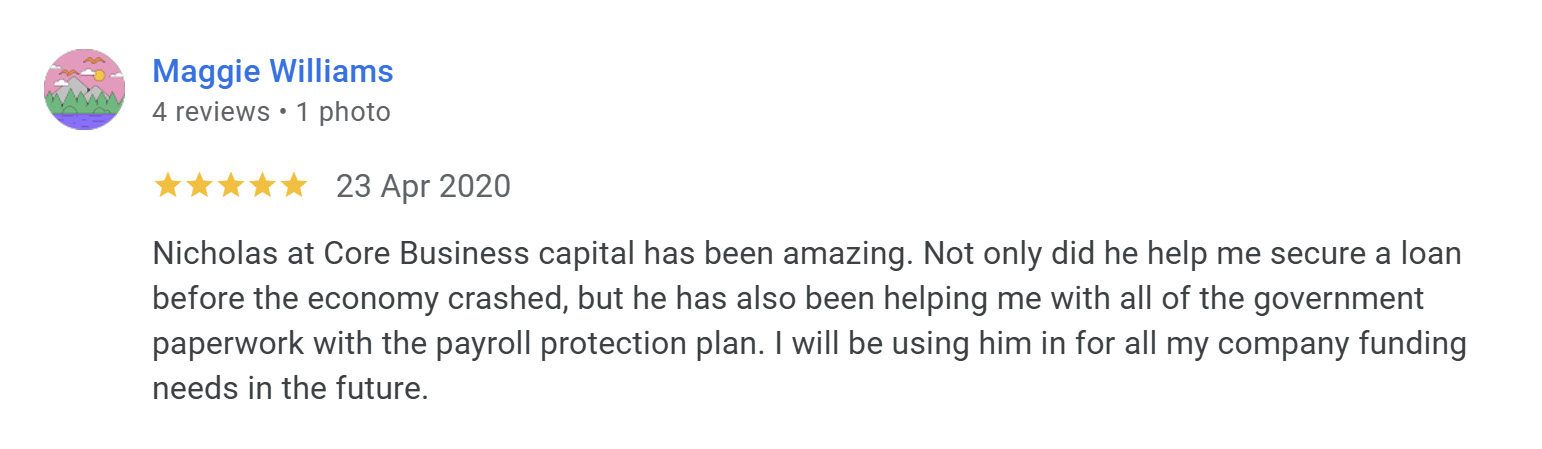 Maggie Williams
4 reviews • 1 photo
23 Apr 2020
Nicholas at Core Business capital has been amazing. Not only did he help me secure a loan
before the economy crashed, but he has also been helping me with all of the government
paperwork with the payroll protection plan. I will be using him in for all my company funding
needs in the future.